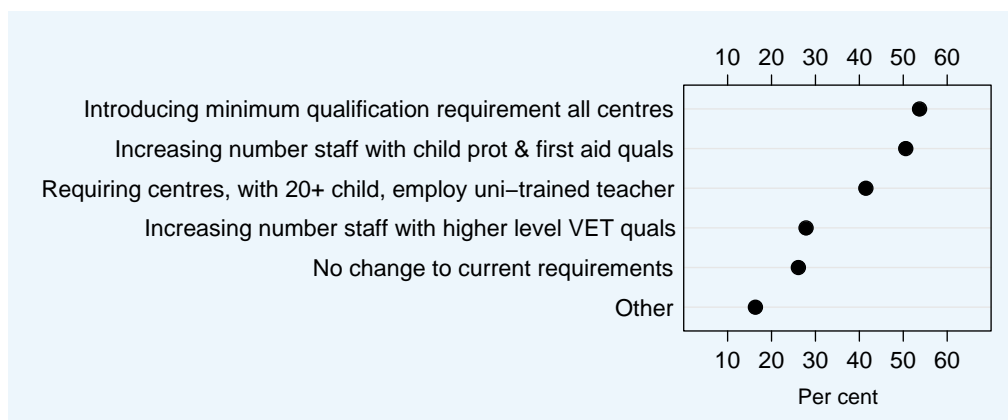 10 20 30 40 50 60
Introducing minimum qualification requirement all centres
Increasing number staff with child prot & first aid quals
Requiring centres, with 20+ child, employ uni−trained teacher
Increasing number staff with higher level VET quals
No change to current requirements
Other
10 20 30 40 50 60
Per cent